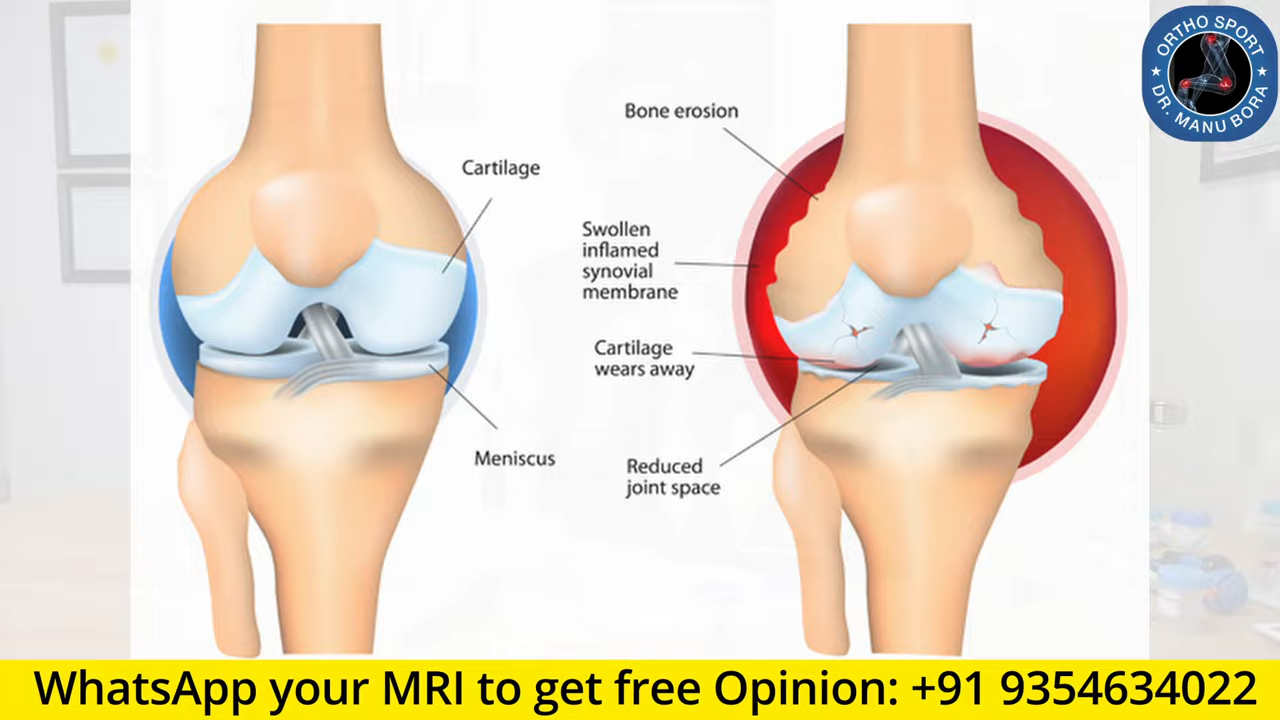 ORTHO SPORT
DR. MANU BORA
Bone erosion
Cartilage
Swollen
inflamed
synovial
membrane
Cartilage
wears away
Meniscus
Reduced
joint space
WhatsApp your MRI to get free Opinion: +91 9354634022